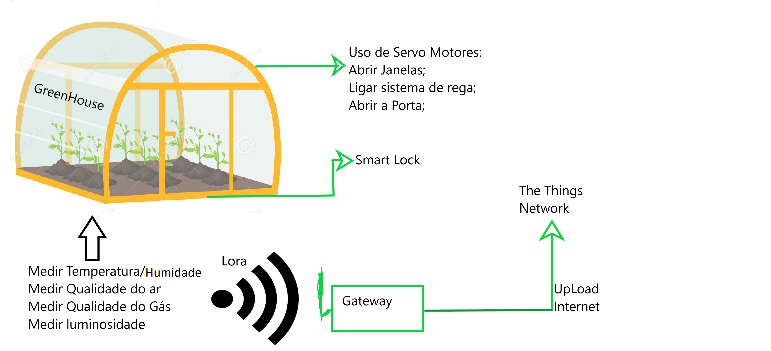 GreenHouse
Uso de Servo Motores:
Abrir Janelas;
Ligar sistema de rega;
Abrir a Porta;
Smart Lock
The Things
Network
Medir Temperatura/Humidade
Medir Qualidade do ar
Medir Qualidade do Gás
Medir luminosidade
Lora
Gateway
UpLoad
Internet